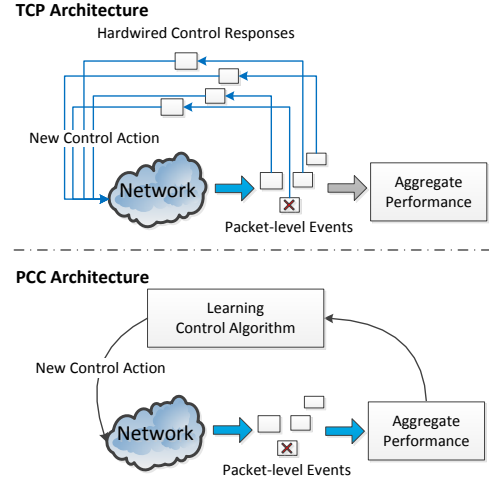 TCP Architecture
Hardwired Control Responses
New Control Action
Network
Packet-level Events
Aggregate
Performance
PCC Architecture
Learning
Control Algorithm
New Control Action
Network
Packet-level Events
Aggregate
Performance